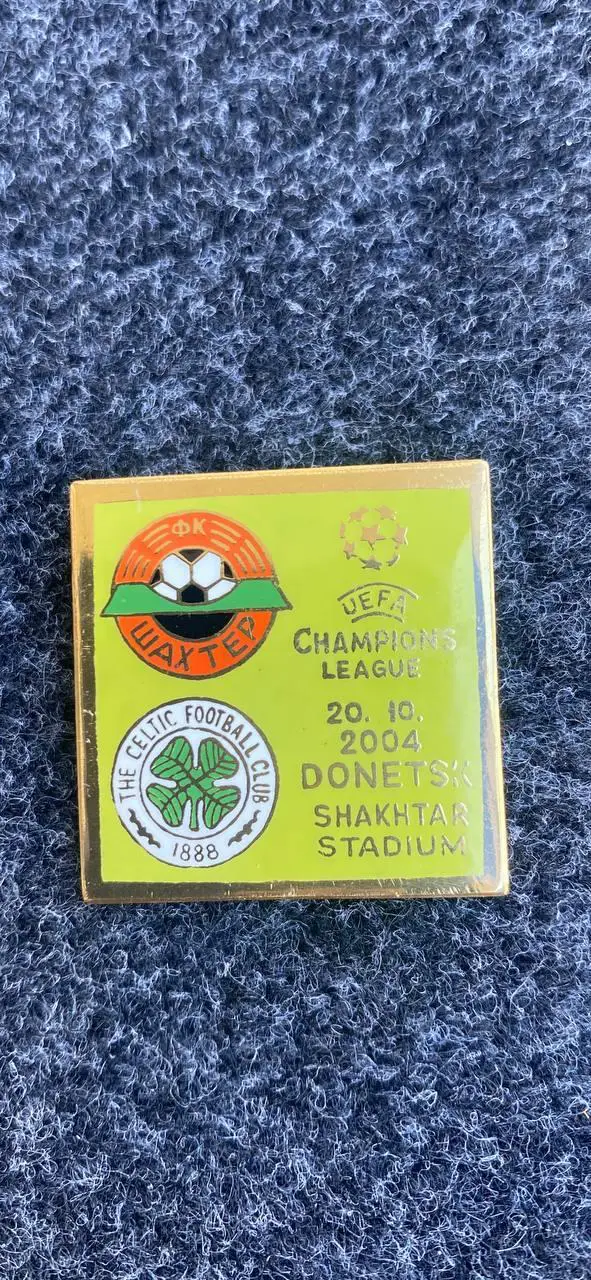 ФК
ШАХТЕР
THE CELTIC FOOTBALL CLUB
1888
UEFA
CHAMPIONS
LEAGUE
20. 10.
2004
DONETSK
SHAKHTAR
STADIUM